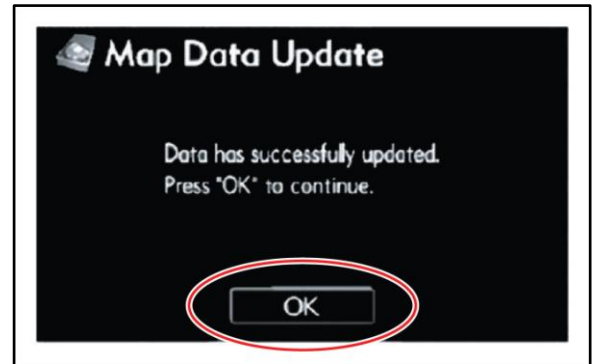 Map Data Update
Data has successfully updated.
Press "OK" to continue.
OK